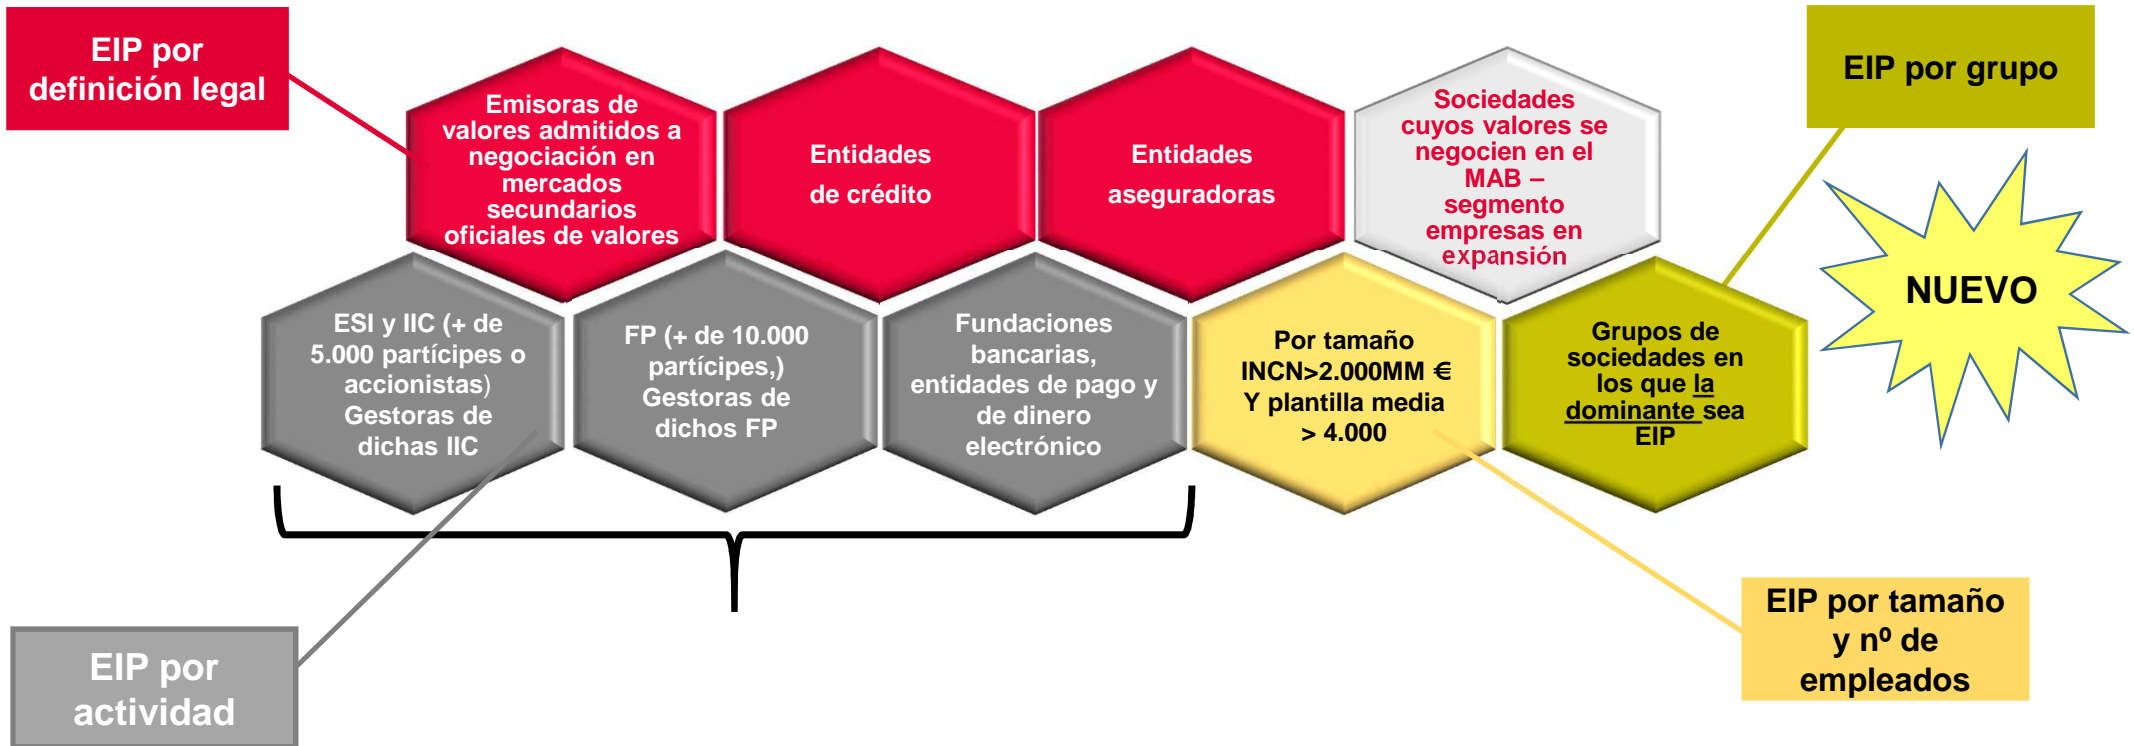 EIP por
definición legal
Emisoras de
valores admitidos a
negociación en
mercados
secundarios
oficiales de valores
Entidades
de crédito
Entidades
aseguradoras
Sociedades
cuyos valores se
negocien en el
MAB –
segmento
empresas en
expansión
EIP por grupo
NUEVO
ESI y IIC (+ de
5.000 partícipes o
accionistas)
Gestoras de
dichas IIC
FP (+ de 10.000
partícipes,)
Gestoras de
dichos FP
Fundaciones
bancarias,
entidades de pago y
de dinero
electrónico
Por tamaño
INCN>2.000MM €
Y plantilla media
> 4.000
Grupos de
sociedades en
los que la
dominante sea
EIP
EIP por
actividad
EIP por tamaño
y nº de
empleados